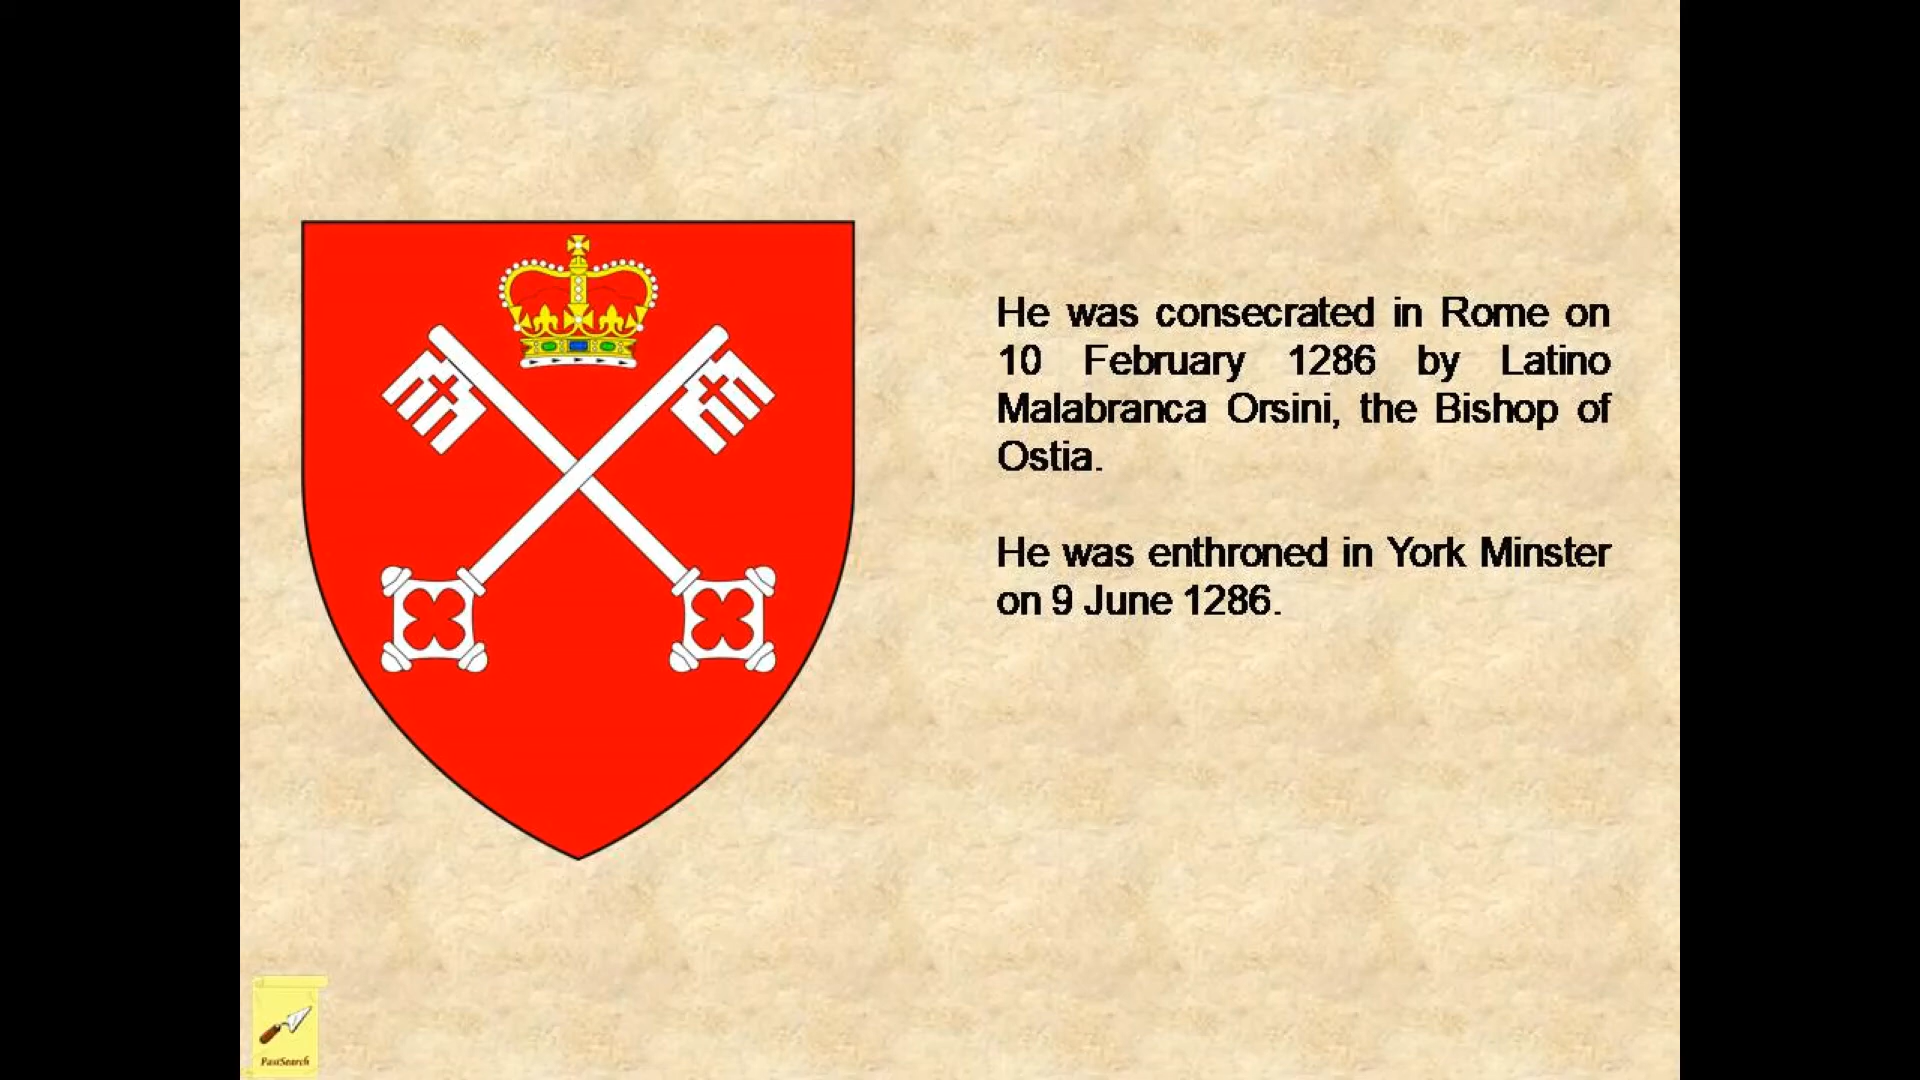 He was consecrated in Rome on
10 February 1286 by Latino
Malabranca Orsini, the Bishop of
Ostia.
He was enthroned in York Minster
on 9 June 1286.
PastSearch